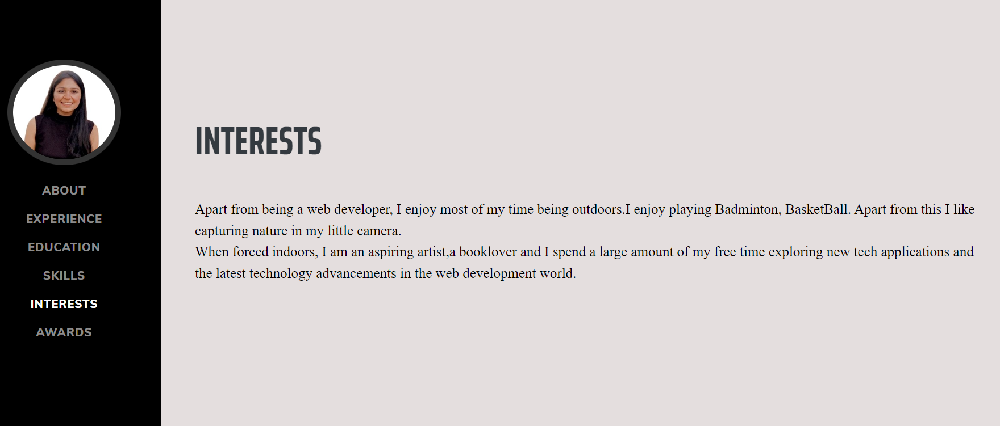 ABOUT
EXPERIENCE
EDUCATION
SKILLS
INTERESTS
AWARDS
INTERESTS
Apart from being a web developer, I enjoy most of my time being outdoors.I enjoy playing Badminton, BasketBall. Apart from this I like
capturing nature in my little camera.
When forced indoors, I am an aspiring artist,a booklover and I spend a large amount of my free time exploring new tech applications and
the latest technology advancements in the web development world.